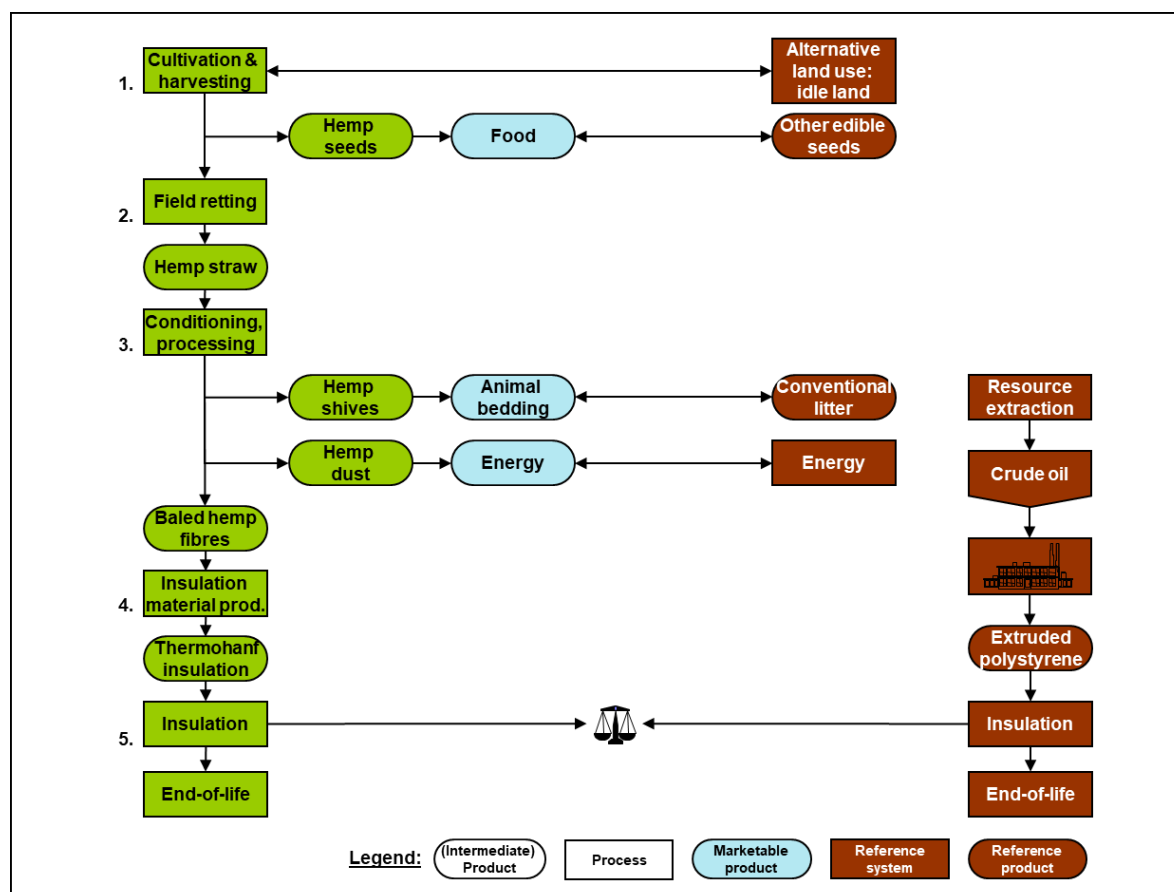 1.
Cultivation &
harvesting
Alternative
land use:
idle land
Hemp
seeds
Food
Other edible
seeds
2.
Field retting
Hemp straw
3.
Conditioning,
processing
Hemp
shives
Animal
bedding
Conventional
litter
Resource
extraction
Hemp
dust
Energy
Energy
Crude oil
Baled hemp
fibres
4.
Insulation
material prod.
Thermohanf
insulation
Extruded
polystyrene
5.
Insulation
Insulation
End-of-life
End-of-life
Legend:
(Intermediate)
Product
Process
Marketable
product
Reference
system
Reference
product